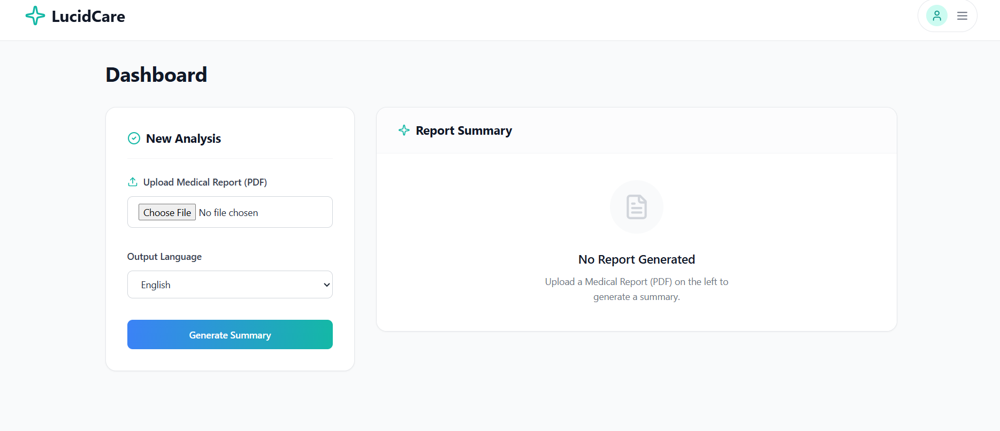 LucidCare
Dashboard
New Analysis
Upload Medical Report (PDF)
Choose File No file chosen
Output Language
English
Generate Summary
Report Summary
No Report Generated
Upload a Medical Report (PDF) on the left to
generate a summary.